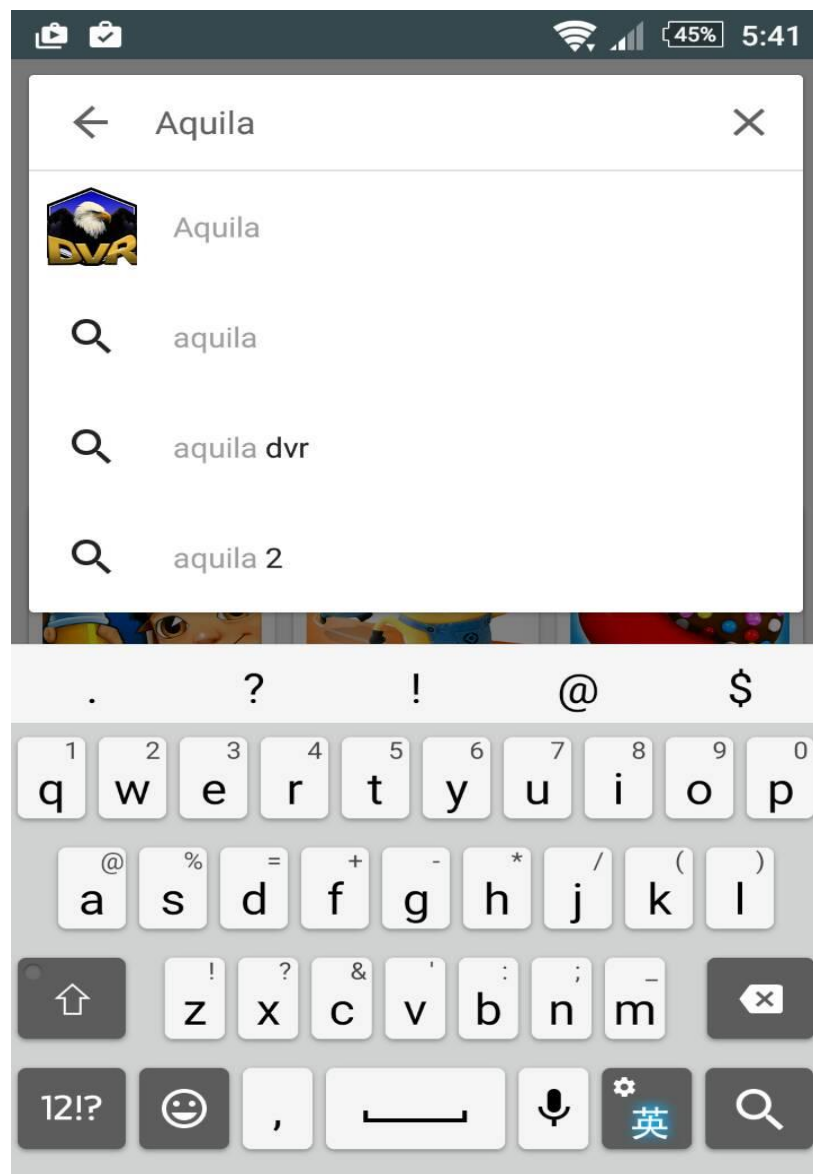 45% 5:41
Aquila
DVR Aquila
aquila
aquila dvr
aquila 2
. ? ! @ $
1 2 3 4 5 6 7 8 9 0
q w e r t y u i o p
@ % = + - * / ( )
a s d f g h j k l
! ? & ' : ; _
z x c v b n m
12!? , 英